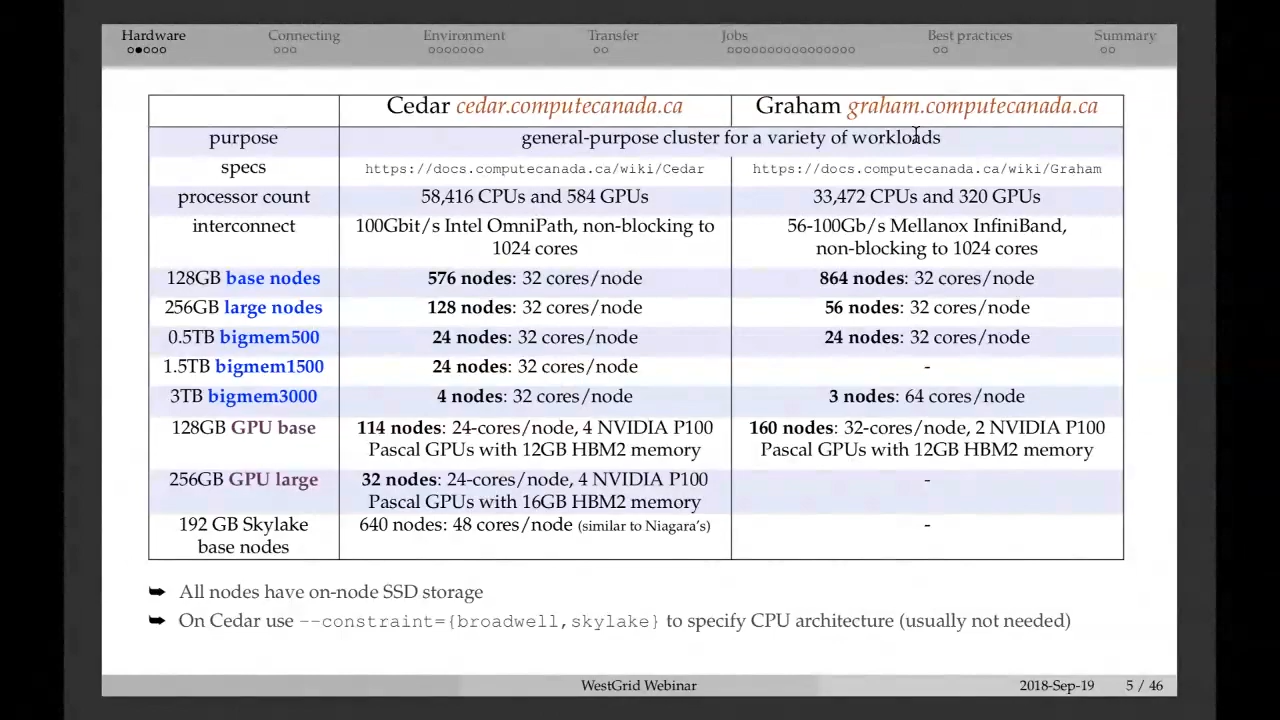 Hardware Connecting Environment Transfer Jobs Best practices Summary
Cedar cedar.computecanada.ca Graham graham.computecanada.ca
purpose general-purpose cluster for a variety of workloads
specs https://docs.computecanada.ca/wiki/Cedar https://docs.computecanada.ca/wiki/Graham
processor count 58,416 CPUs and 584 GPUs 33,472 CPUs and 320 GPUs
interconnect 100Gbit/s Intel OmniPath, non-blocking to 56-100Gb/s Mellanox InfiniBand,
1024 cores non-blocking to 1024 cores
128GB base nodes 576 nodes: 32 cores/node 864 nodes: 32 cores/node
256GB large nodes 128 nodes: 32 cores/node 56 nodes: 32 cores/node
0.5TB bigmem500 24 nodes: 32 cores/node 24 nodes: 32 cores/node
1.5TB bigmem1500 24 nodes: 32 cores/node -
3TB bigmem3000 4 nodes: 32 cores/node 3 nodes: 64 cores/node
128GB GPU base 114 nodes: 24-cores/node, 4 NVIDIA P100 160 nodes: 32-cores/node, 2 NVIDIA P100
Pascal GPUs with 12GB HBM2 memory Pascal GPUs with 12GB HBM2 memory
256GB GPU large 32 nodes: 24-cores/node, 4 NVIDIA P100 -
Pascal GPUs with 16GB HBM2 memory
192 GB Skylake 640 nodes: 48 cores/node (similar to Niagara's) -
base nodes
➥ All nodes have on-node SSD storage
➥ On Cedar use --constraint={broadwell,skylake} to specify CPU architecture (usually not needed)
WestGrid Webinar 2018-Sep-19 5 / 46